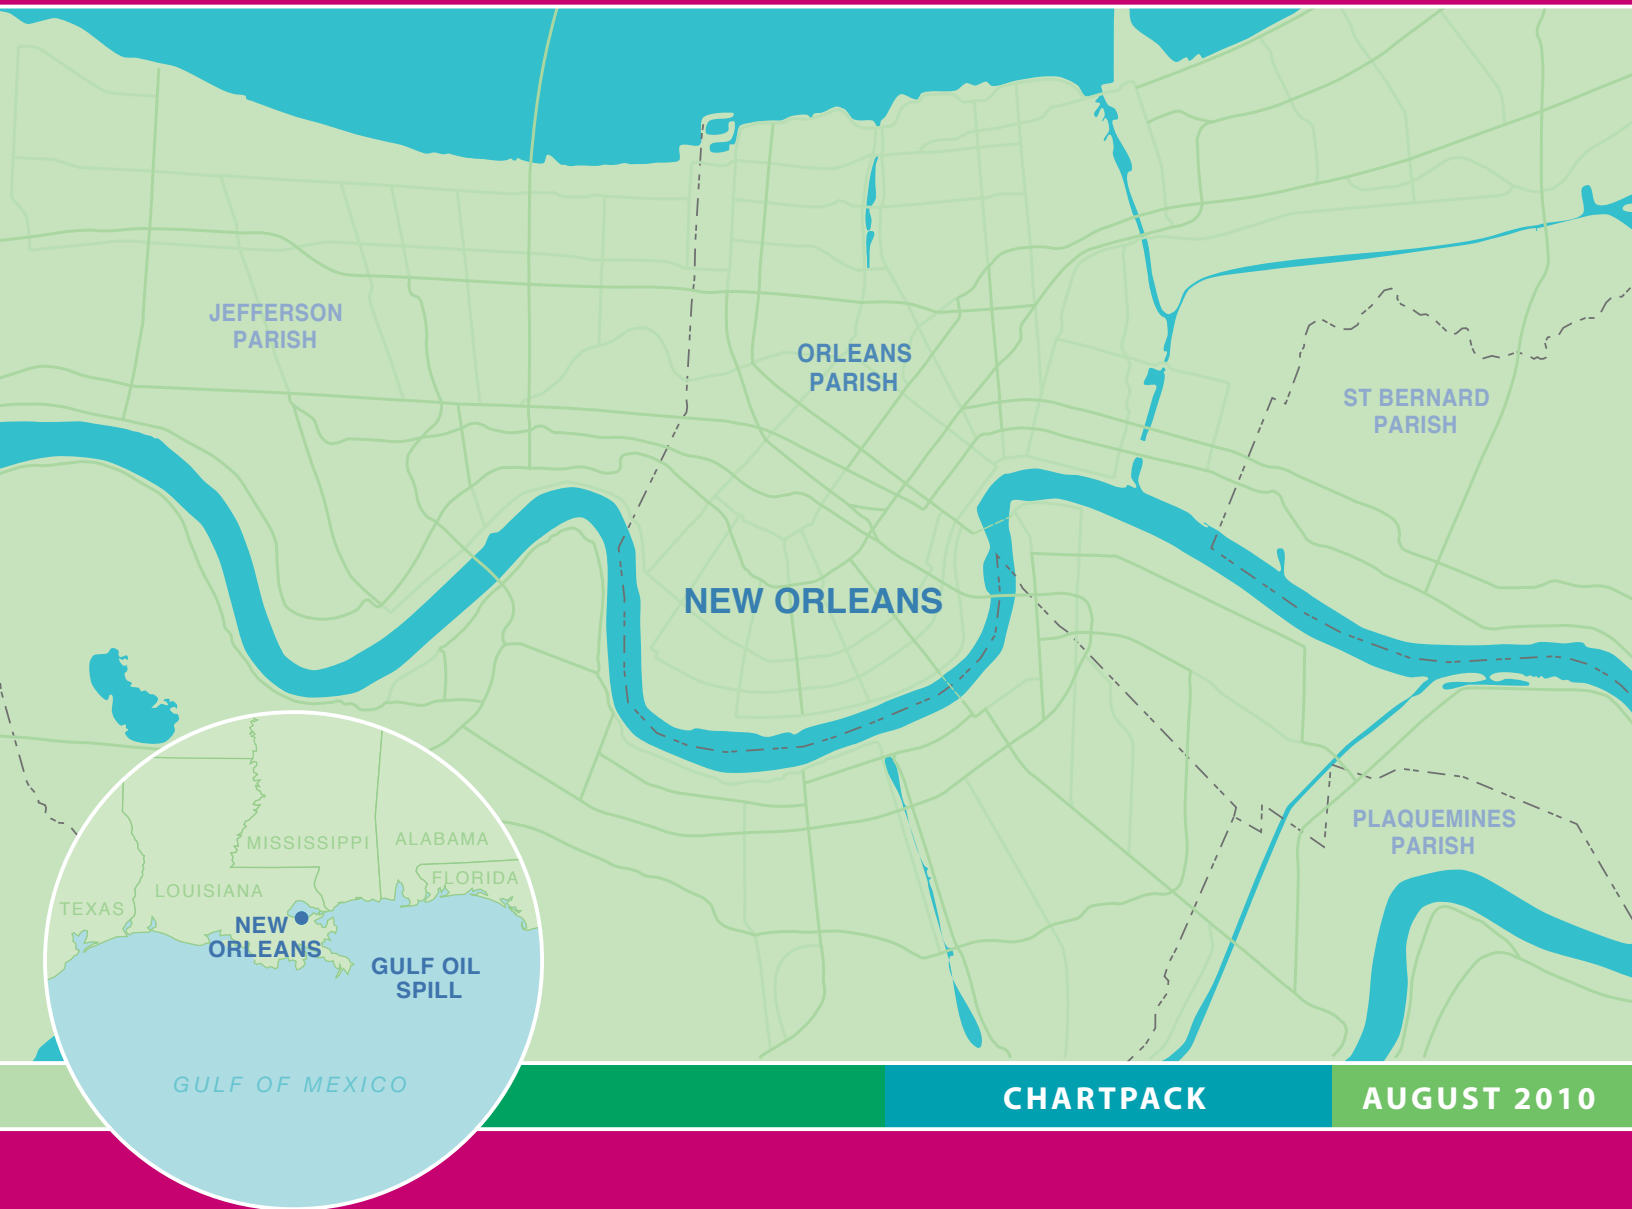 JEFFERSON
PARISH
ORLEANS
PARISH
ST BERNARD
PARISH
NEW ORLEANS
PLAQUEMINES
PARISH
MISSISSIPPI
ALABAMA
FLORIDA
LOUISIANA
TEXAS
NEW
ORLEANS
GULF OIL
SPILL
GULF OF MEXICO
CHARTPACK
AUGUST 2010